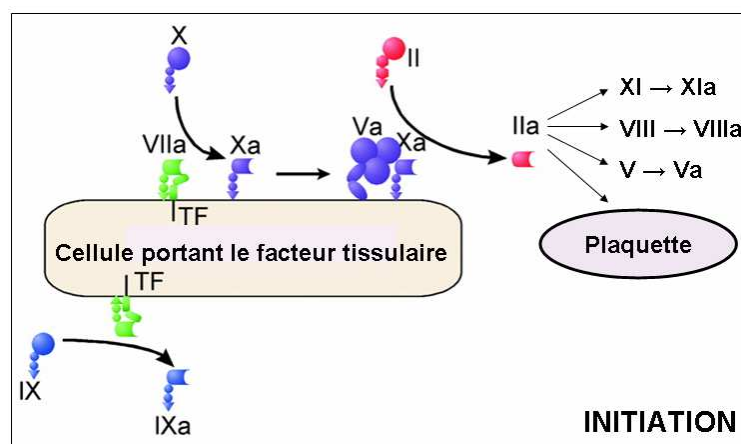 X
II
XI → XIa
VIIa
Xa
Va
Xa
IIa
VIII → VIIIa
V → Va
TF
Cellule portant le facteur tissulaire
Plaquette
TF
IX
IXa
INITIATION